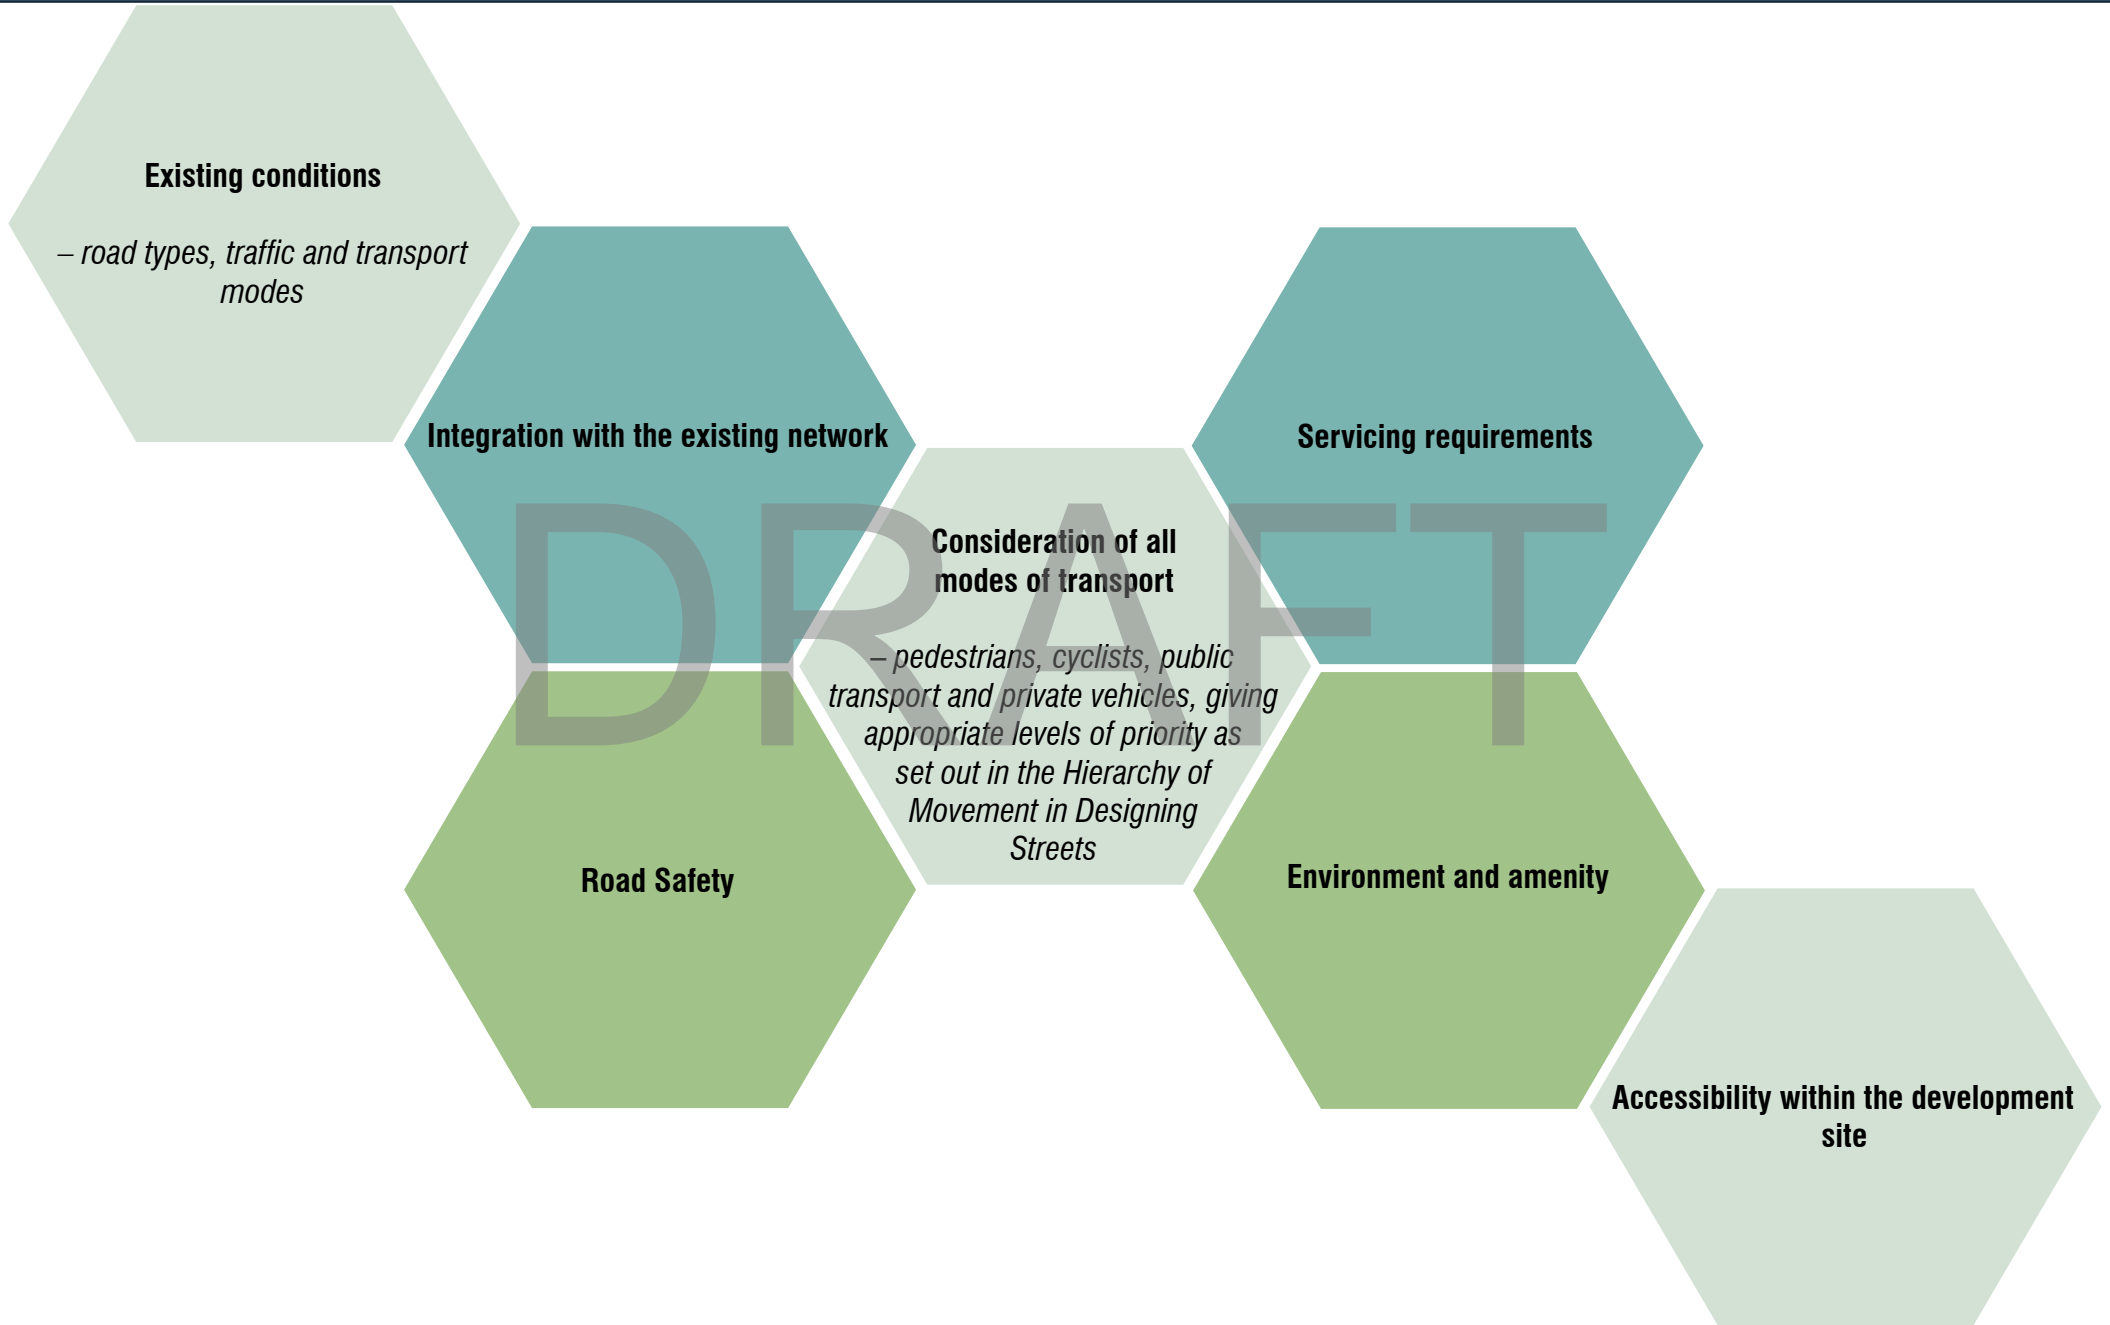 Existing conditions
– road types, traffic and transport
modes
Integration with the existing network
Servicing requirements
Consideration of all
modes of transport
– pedestrians, cyclists, public
transport and private vehicles, giving
appropriate levels of priority as
set out in the Hierarchy of
Movement in Designing
Streets
DRAFT
Road Safety
Environment and amenity
Accessibility within the development
site